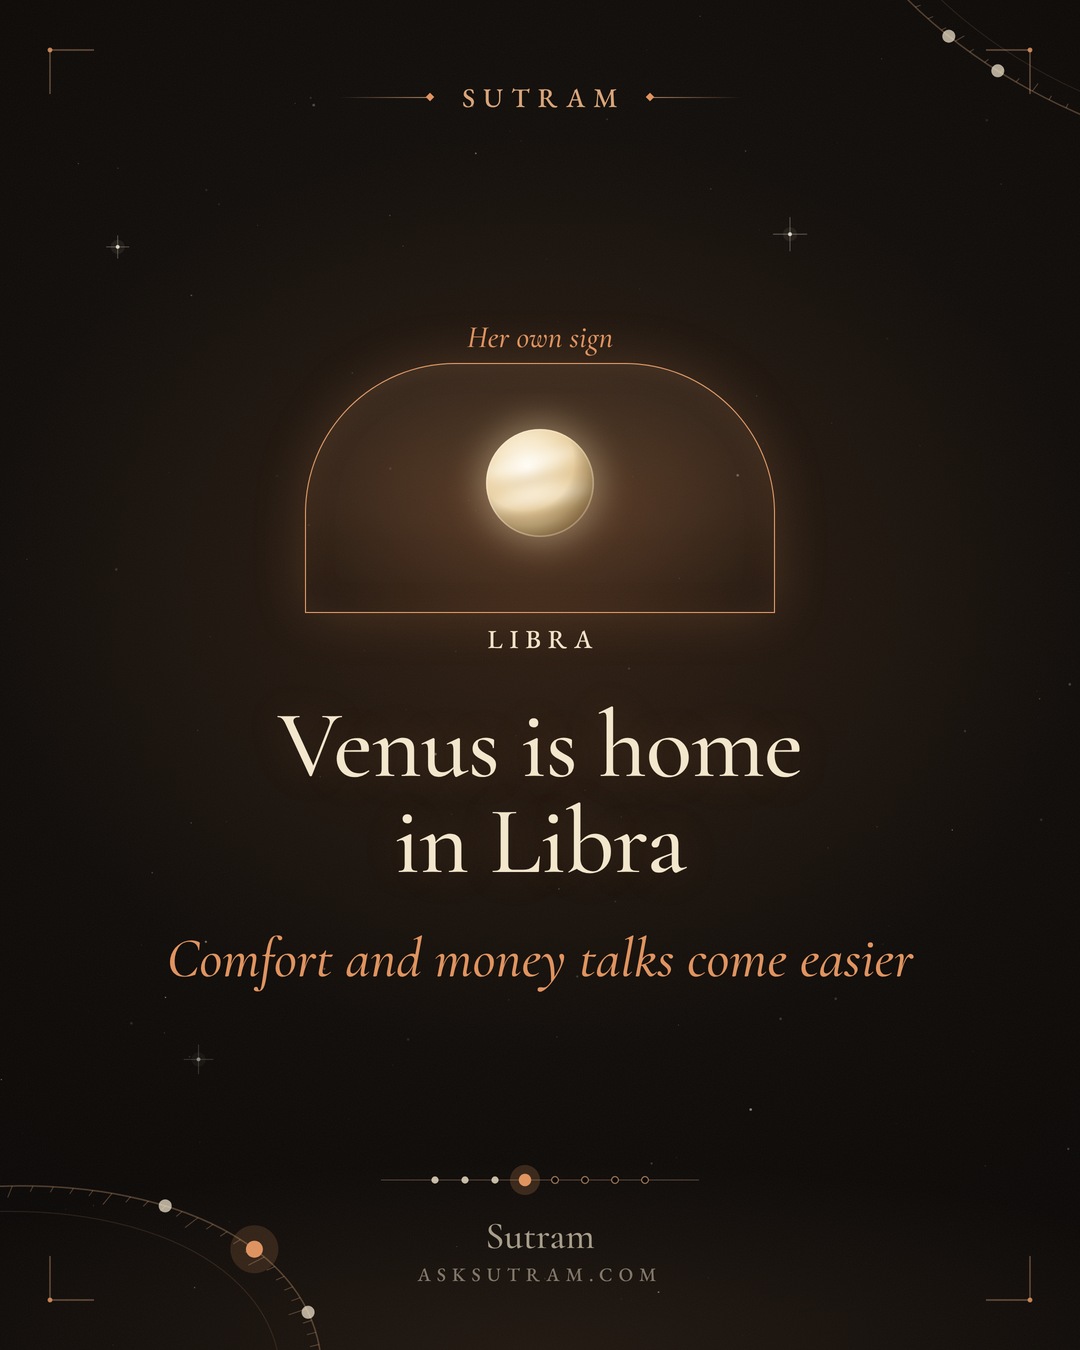 SUTRAM
Her own sign
LIBRA
Venus is home
in Libra
Comfort and money talks come easier
Sutram
ASKSUTRAM.COM